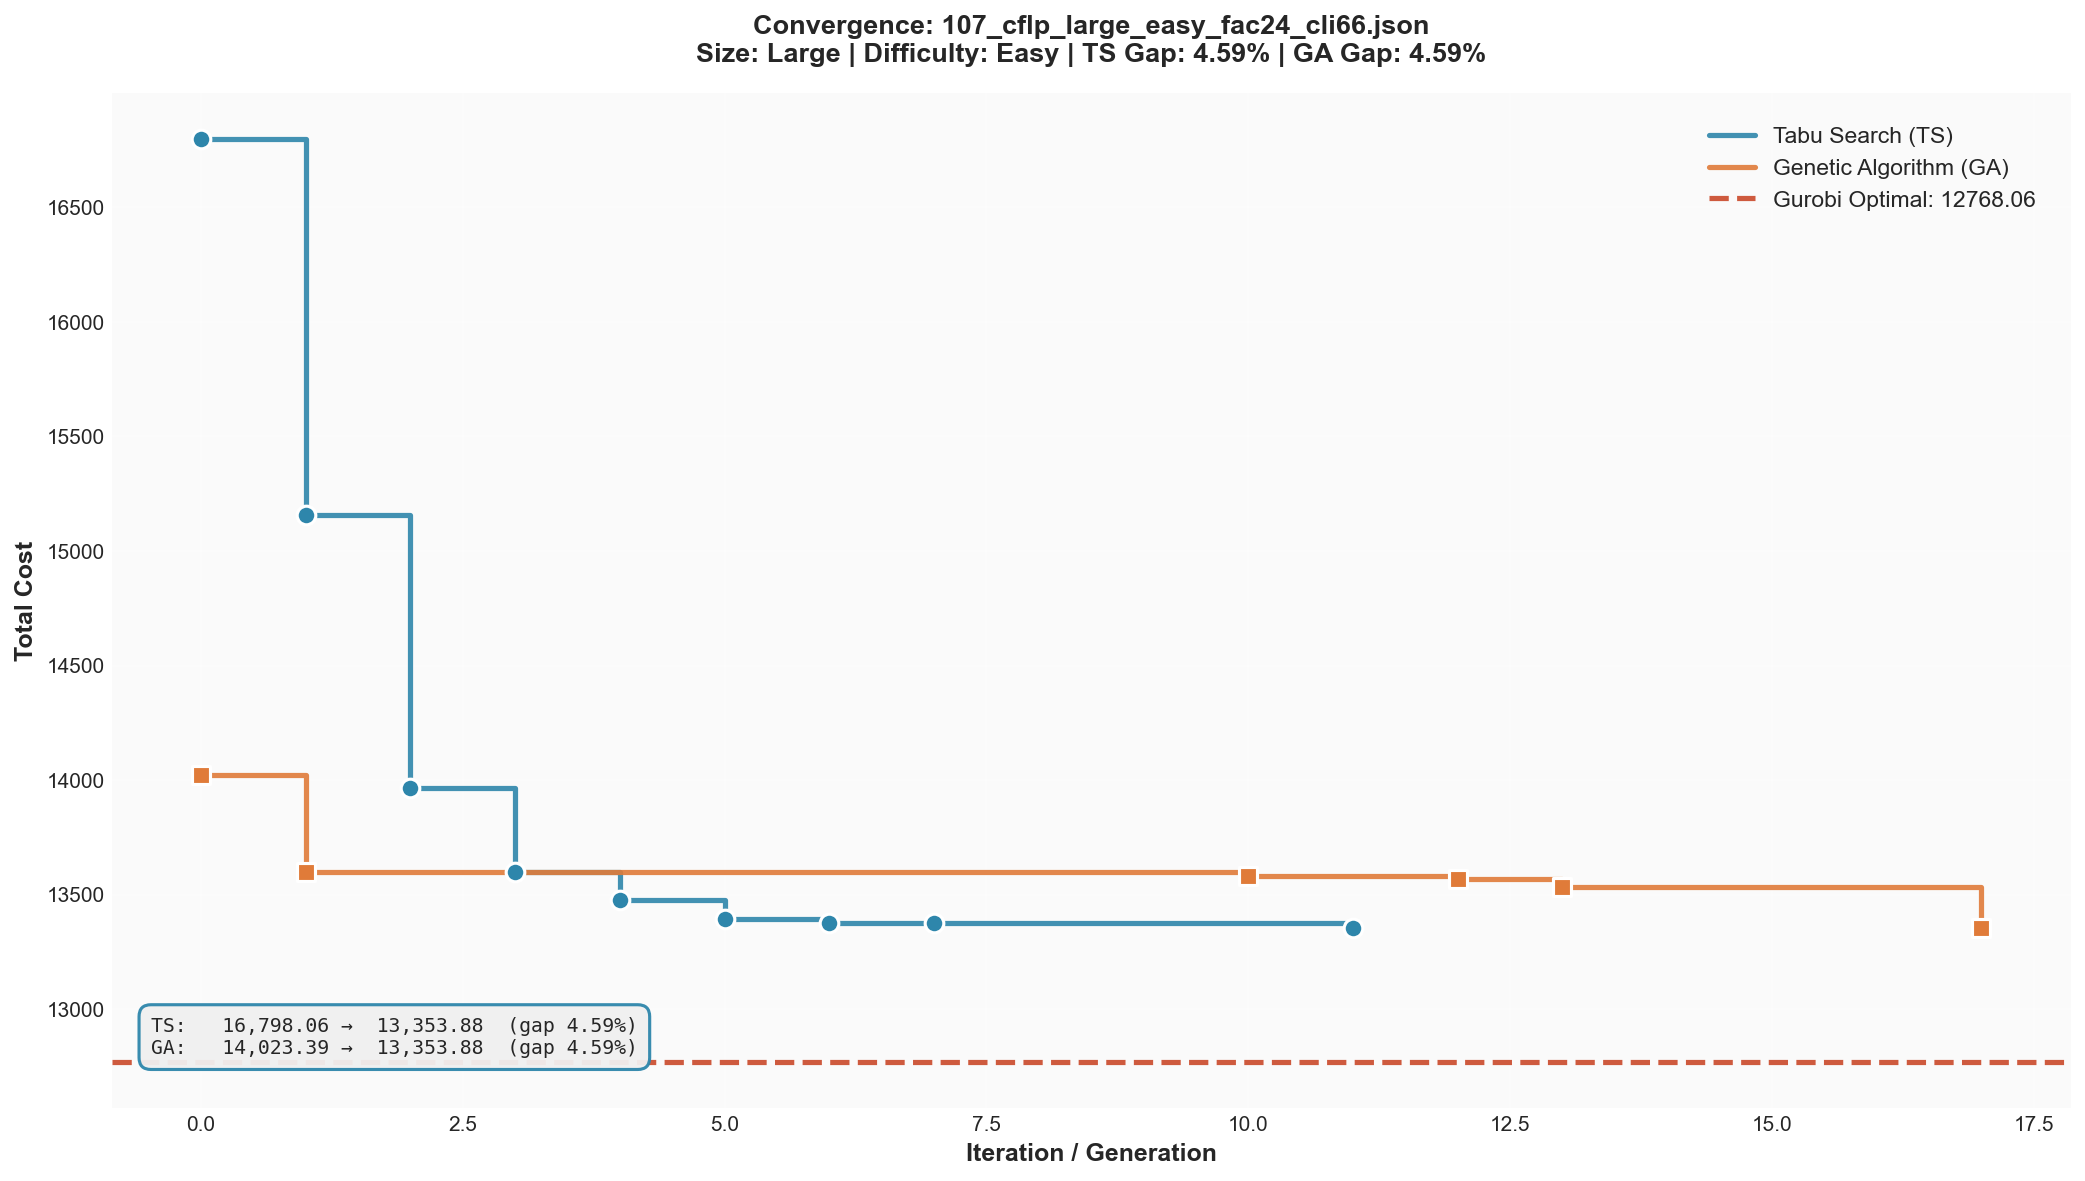 Convergence: 107_cflp_large_easy_fac24_cli66.json
Size: Large | Difficulty: Easy | TS Gap: 4.59% | GA Gap: 4.59%
Tabu Search (TS)
Genetic Algorithm (GA)
Gurobi Optimal: 12768.06
Total Cost
16500
16000
15500
15000
14500
14000
13500
13000
TS: 16,798.06 → 13,353.88 (gap 4.59%)
GA: 14,023.39 → 13,353.88 (gap 4.59%)
0.0 2.5 5.0 7.5 10.0 12.5 15.0 17.5
Iteration / Generation